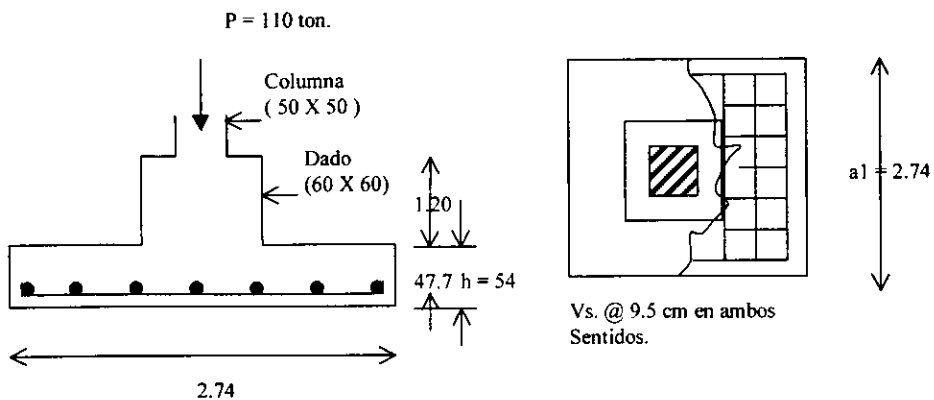 P = 110 ton.
Columna
( 50 X 50 )
Dado
(60 X 60)
1.20
47.7 h = 54
2.74
a1 = 2.74
Vs. @ 9.5 cm en ambos
Sentidos.